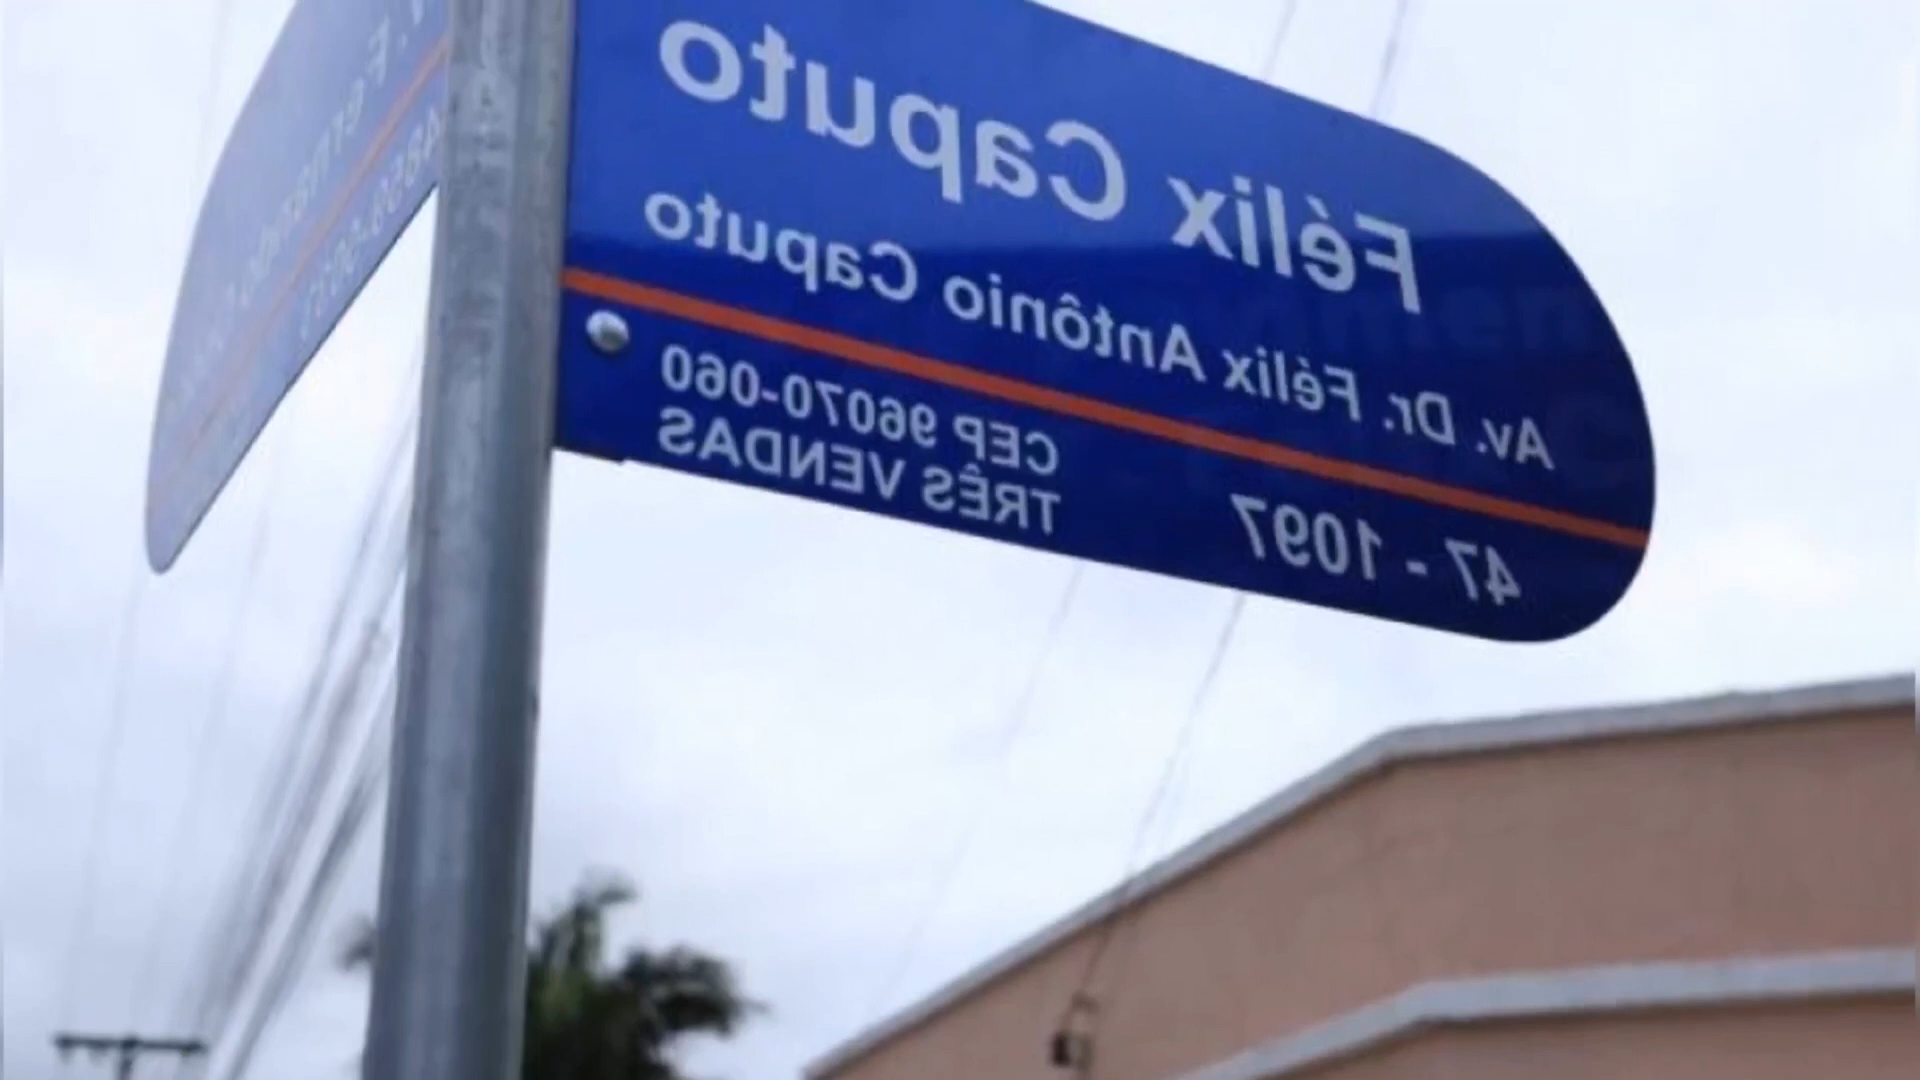 Félix Caputo
Av. Dr. Félix Antônio Caputo
47 - 1097
CEP 96070-060
TRÊS VENDAS